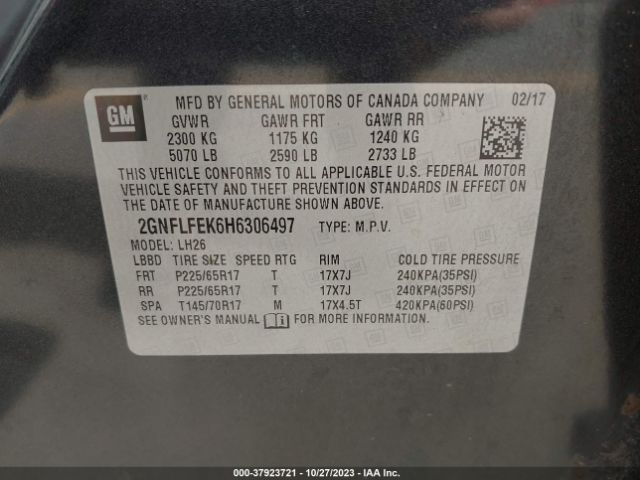 GM ® MFD BY GENERAL MOTORS OF CANADA COMPANY 02/17
GVWR GAWR FRT GAWR RR
2300 KG 1175 KG 1240 KG
5070 LB 2590 LB 2733 LB
THIS VEHICLE CONFORMS TO ALL APPLICABLE U.S. FEDERAL MOTOR
VEHICLE SAFETY AND THEFT PREVENTION STANDARDS IN EFFECT ON
THE DATE OF MANUFACTURE SHOWN ABOVE.
2GNFLFEK6H6306497 TYPE: M.P.V.
MODEL: LH26
LBBD TIRE SIZE SPEED RTG RIM COLD TIRE PRESSURE
FRT P225/65R17 T 17X7J 240KPA(35PSI)
RR P225/65R17 T 17X7J 240KPA(35PSI)
SPA T145/70R17 M 17X4.5T 420KPA(60PSI)
SEE OWNER'S MANUAL FOR MORE INFORMATION.
000-37923721 - 10/27/2023 - IAA Inc.